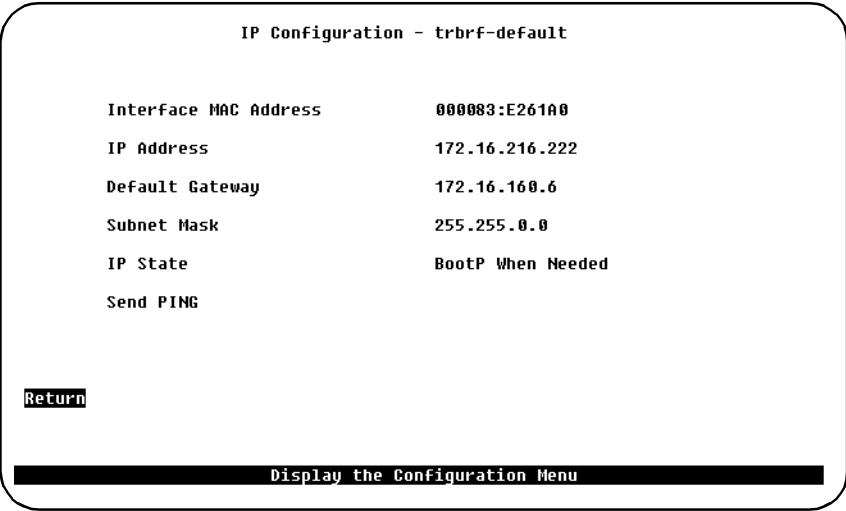 IP Configuration - trbrf-default
Interface MAC Address 000083:E261A0
IP Address 172.16.216.222
Default Gateway 172.16.160.6
Subnet Mask 255.255.0.0
IP State BootP When Needed
Send PING
Return
Display the Configuration Menu